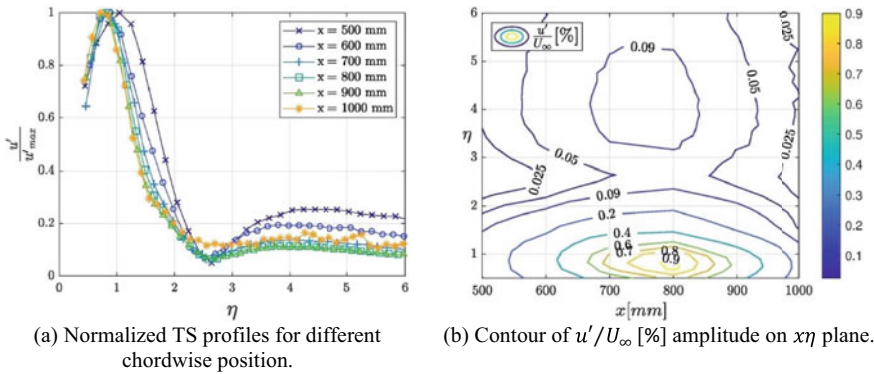 1
0.8
0.6
0.4
0.2
0
0 1 2 3 4 5 6
u′
u′max
η
x = 500 mm
x = 600 mm
x = 700 mm
x = 800 mm
x = 900 mm
x = 1000 mm
(a) Normalized TS profiles for different
chordwise position.
6
5
4
3
2
1
η
500 600 700 800 900 1000
x[mm]
u′/U∞ [%]
0.09
0.05
0.025
0.025
0.05
0.025
0.025
0.09
0.2
0.4
0.6
0.7
0.8
0.9
0.9
0.8
0.7
0.6
0.5
0.4
0.3
0.2
0.1
(b) Contour of u′/U∞ [%] amplitude on xη plane.